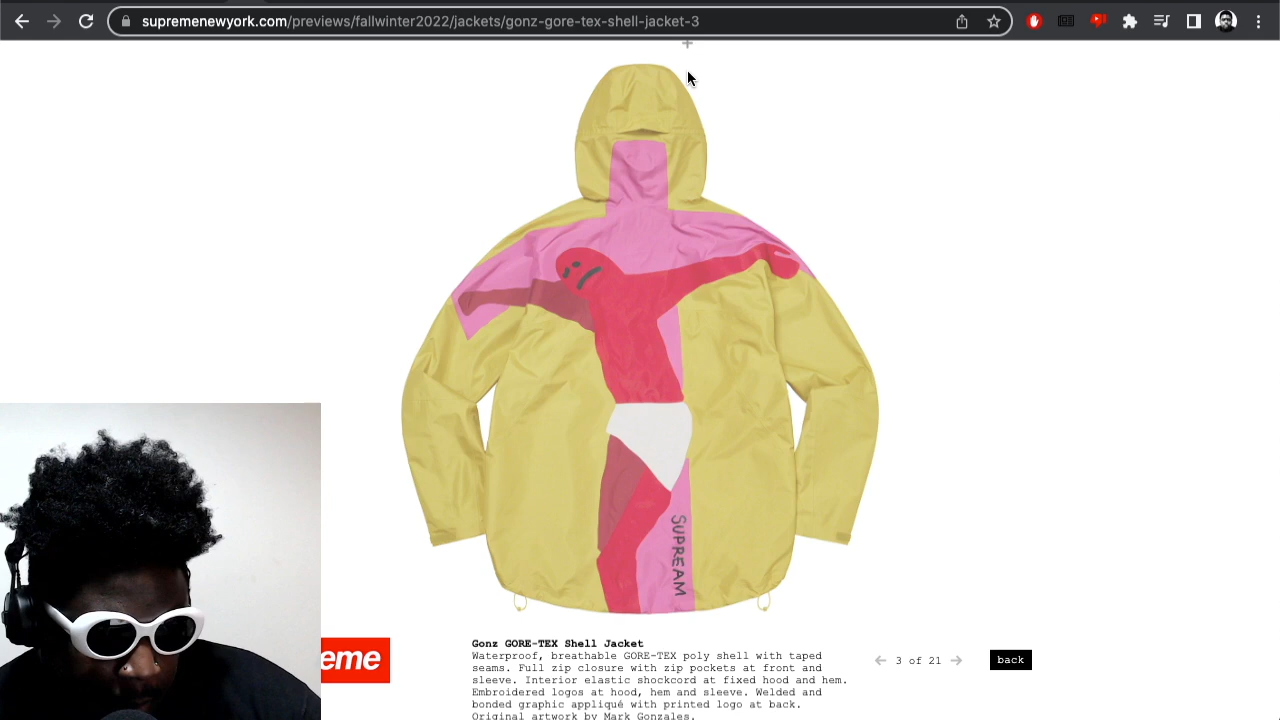 supremenewyork.com/previews/fallwinter2022/jackets/gonz-gore-tex-shell-jacket-3
SUPREAM
eme
Gonz GORE-TEX Shell Jacket
Waterproof, breathable GORE-TEX poly shell with taped
seams. Full zip closure with zip pockets at front and
sleeve. Interior elastic shockcord at fixed hood and hem.
Embroidered logos at hood, hem and sleeve. Welded and
bonded graphic appliqué with printed logo at back.
Original artwork by Mark Gonzales.
3 of 21
back